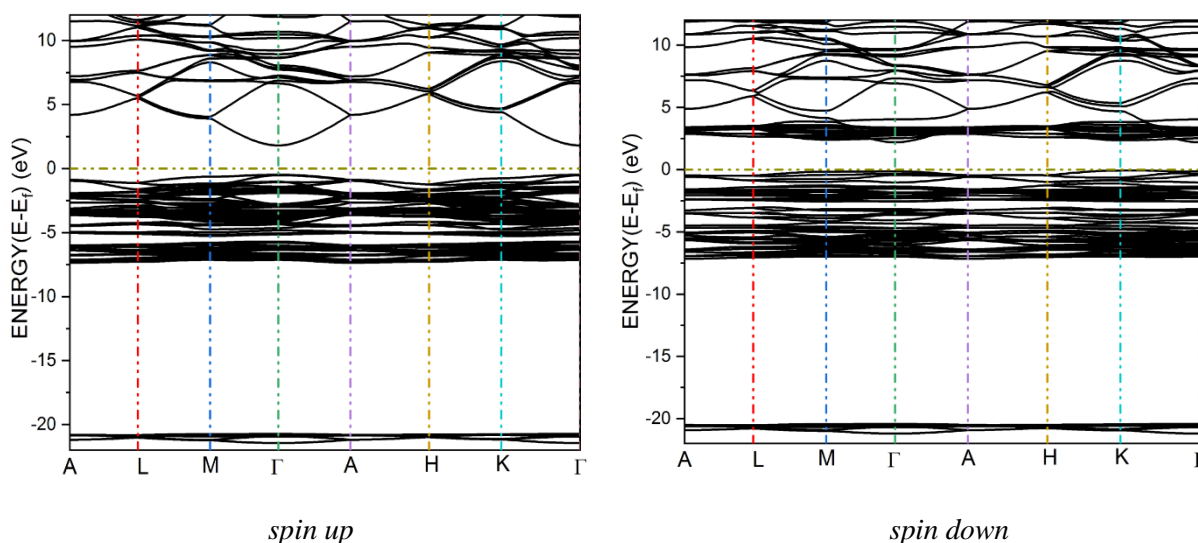 ENERGY(E-Ef) (eV)
10
5
0
-5
-10
-15
-20
A L M Γ A H K Γ
spin up
ENERGY(E-Ef) (eV)
10
5
0
-5
-10
-15
-20
A L M Γ A H K
spin down